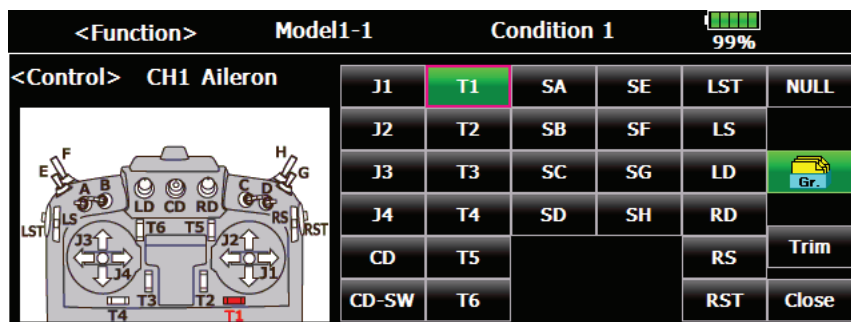 <Function> Model1-1 Condition 1 99%
<Control> CH1 Aileron
J1 T1 SA SE LST NULL
J2 T2 SB SF LS
J3 T3 SC SG LD Gr.
J4 T4 SD SH RD
CD T5 RS Trim
CD-SW T6 RST Close
F H
E G
A B C D
LD CD RD
LS RS
LST RST
T6 T5
J3 J2
J4 J1
T3 T2
T4 T1